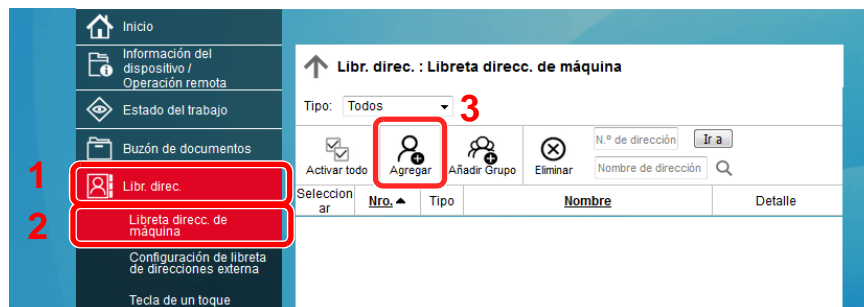 Inicio
Información del
dispositivo /
Operación remota
Estado del trabajo
Buzón de documentos
1
Libr. direc.
2
Libreta direcc. de
máquina
Configuración de libreta
de direcciones externa
Tecla de un toque
Libr. direc. : Libreta direcc. de máquina
Tipo: Todos
3
Activar todo Agregar Añadir Grupo Eliminar
N.º de dirección Ir a
Nombre de dirección
Seleccion
ar Nro. Tipo Nombre Detalle